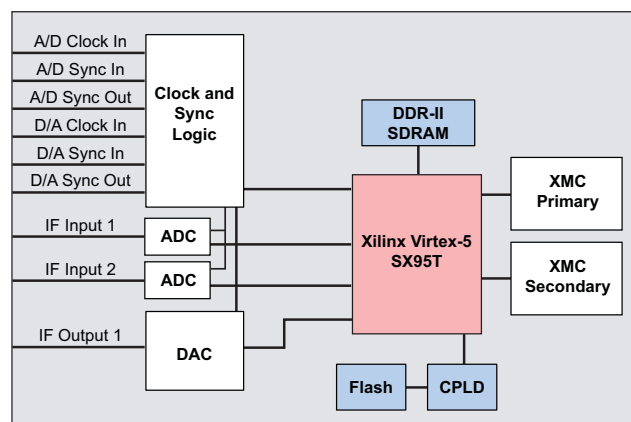 A/D Clock In
A/D Sync In
A/D Sync Out
D/A Clock In
D/A Sync In
D/A Sync Out
Clock and
Sync
Logic
IF Input 1
ADC
IF Input 2
ADC
IF Output 1
DAC
DDR-II
SDRAM
Xilinx Virtex-5
SX95T
XMC
Primary
XMC
Secondary
Flash
CPLD